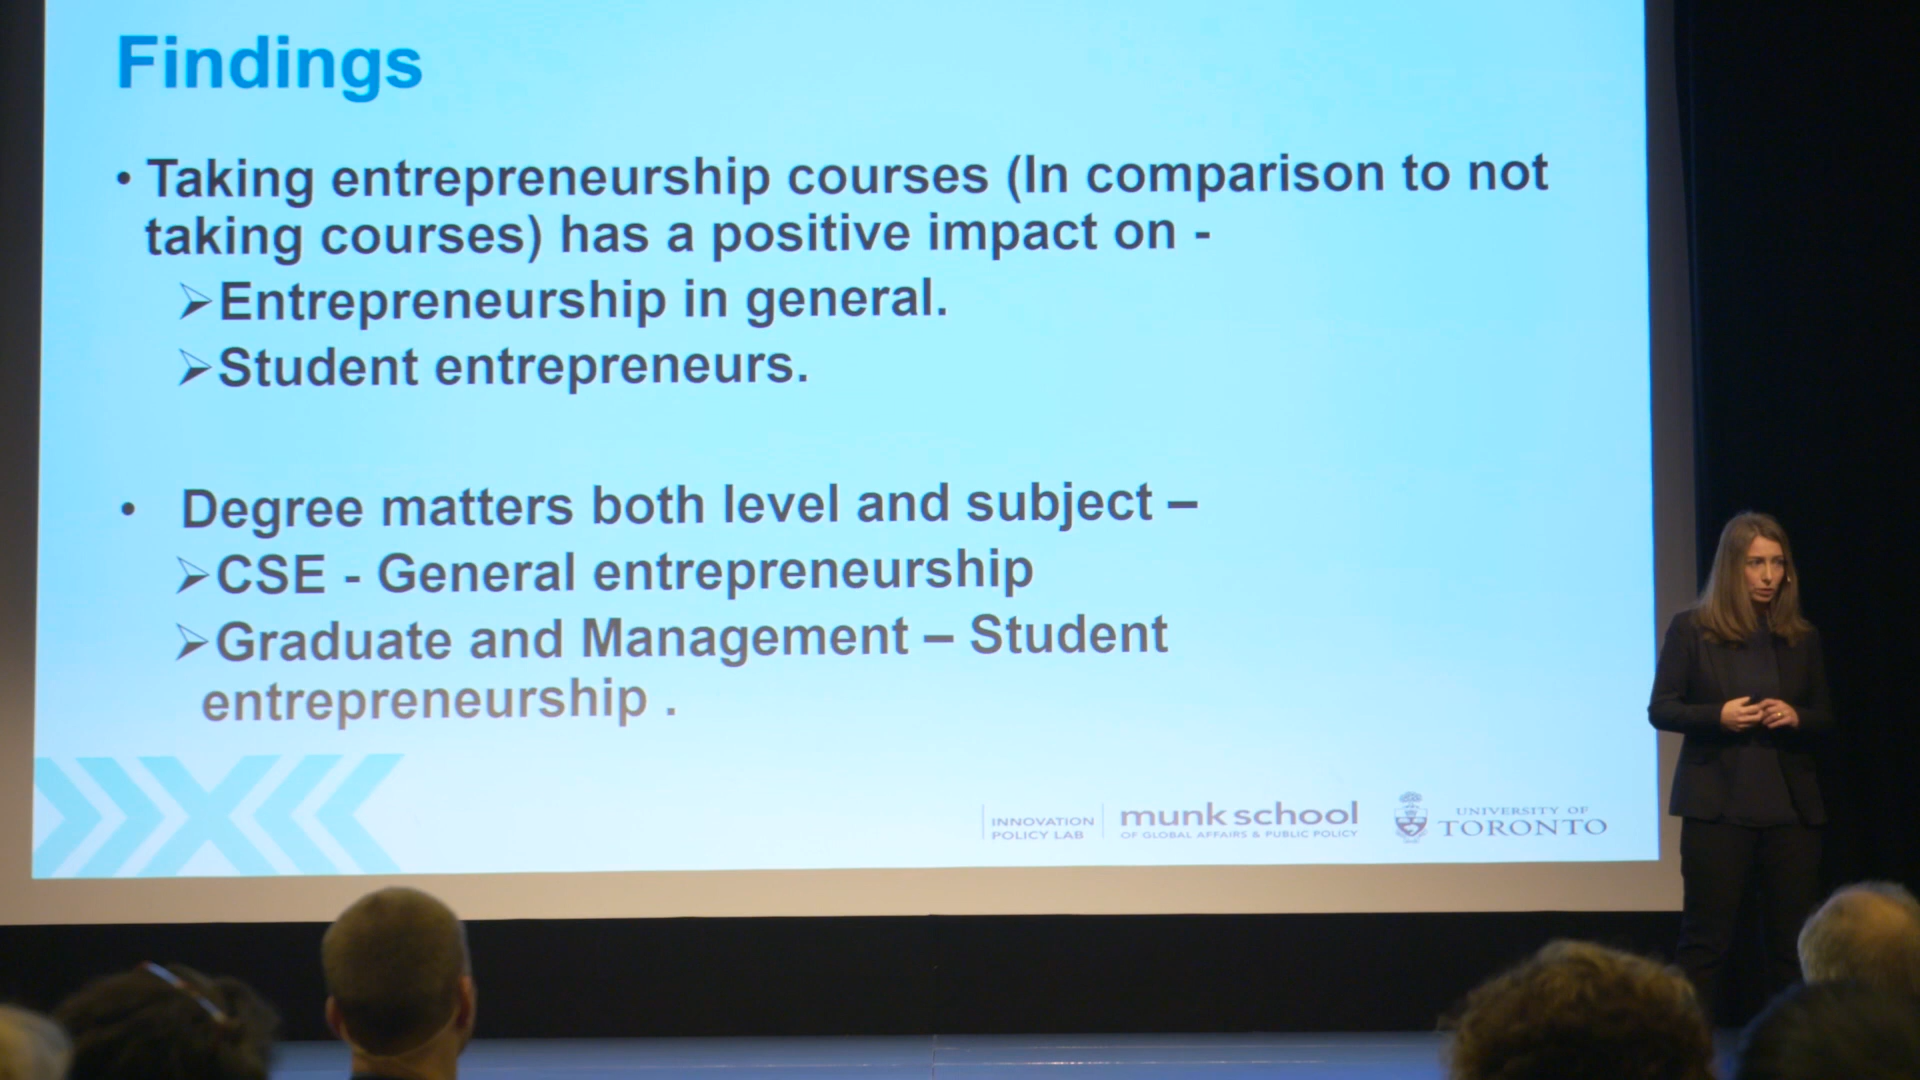 Findings
• Taking entrepreneurship courses (In comparison to not
taking courses) has a positive impact on -
➢Entrepreneurship in general.
➢Student entrepreneurs.
• Degree matters both level and subject –
➢CSE - General entrepreneurship
➢Graduate and Management – Student
entrepreneurship .
INNOVATION
POLICY LAB
munk school
OF GLOBAL AFFAIRS & PUBLIC POLICY
UNIVERSITY OF
TORONTO